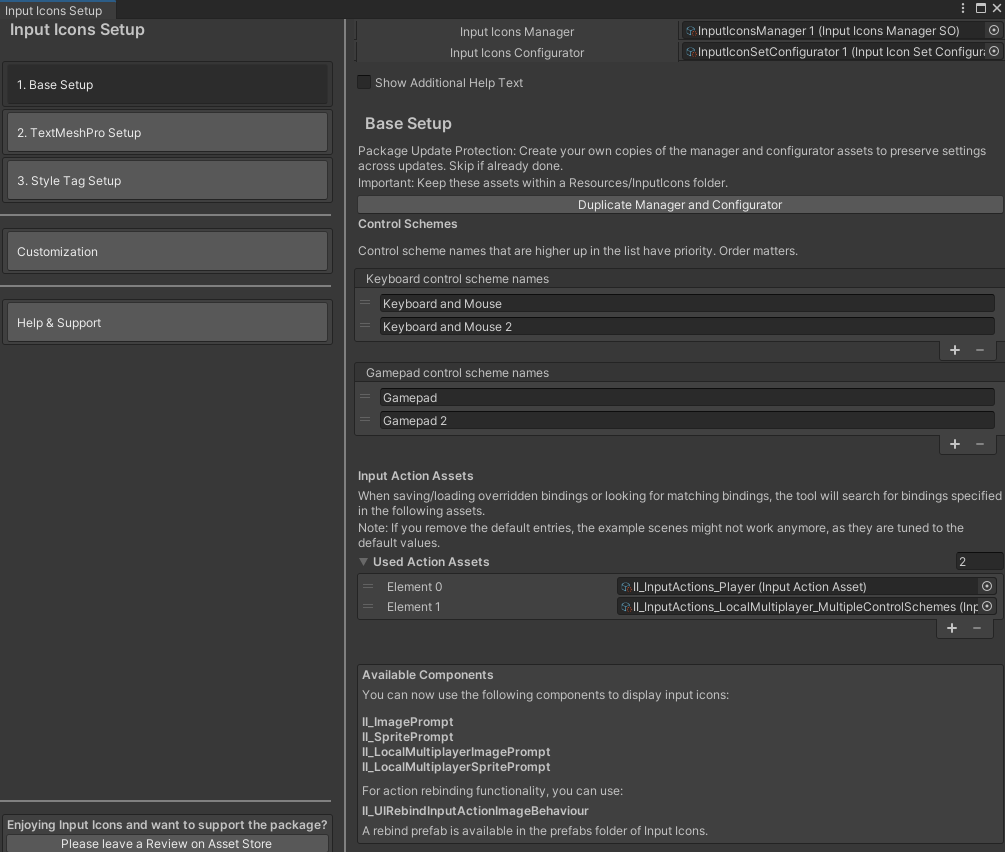 Input Icons Setup
Input Icons Setup
1. Base Setup
2. TextMeshPro Setup
3. Style Tag Setup
Customization
Help & Support
Enjoying Input Icons and want to support the package?
Please leave a Review on Asset Store
Input Icons Manager
InputIconsManager 1 (Input Icons Manager SO)
Input Icons Configurator
InputIconSetConfigurator 1 (Input Icon Set Configura
Show Additional Help Text
Base Setup
Package Update Protection: Create your own copies of the manager and configurator assets to preserve settings
across updates. Skip if already done.
Important: Keep these assets within a Resources/InputIcons folder.
Duplicate Manager and Configurator
Control Schemes
Control scheme names that are higher up in the list have priority. Order matters.
Keyboard control scheme names
Keyboard and Mouse
Keyboard and Mouse 2
+ −
Gamepad control scheme names
Gamepad
Gamepad 2
+ −
Input Action Assets
When saving/loading overridden bindings or looking for matching bindings, the tool will search for bindings specified
in the following assets.
Note: If you remove the default entries, the example scenes might not work anymore, as they are tuned to the
default values.
Used Action Assets
2
Element 0
II_InputActions_Player (Input Action Asset)
Element 1
II_InputActions_LocalMultiplayer_MultipleControlSchemes (Inp
+ −
Available Components
You can now use the following components to display input icons:
II_ImagePrompt
II_SpritePrompt
II_LocalMultiplayerImagePrompt
II_LocalMultiplayerSpritePrompt
For action rebinding functionality, you can use:
II_UIRebindInputActionImageBehaviour
A rebind prefab is available in the prefabs folder of Input Icons.